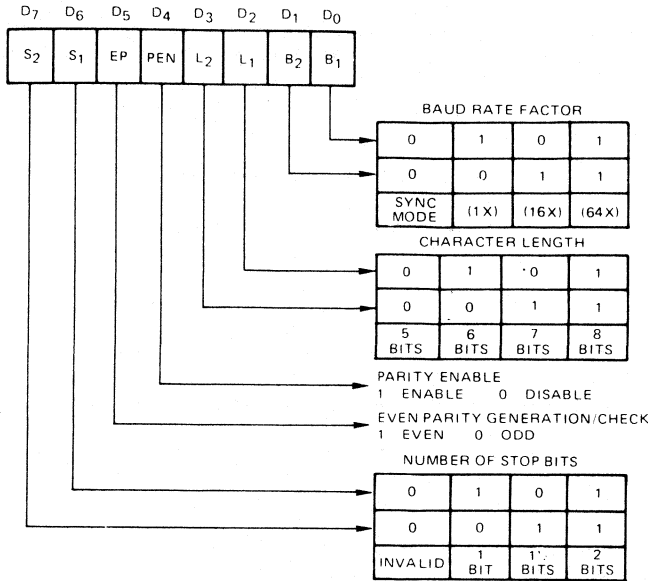 D7 D6 D5 D4 D3 D2 D1 D0
S2 S1 EP PEN L2 L1 B2 B1
BAUD RATE FACTOR
0 1 0 1
0 0 1 1
SYNC MODE (1X) (16X) (64X)
CHARACTER LENGTH
0 1 0 1
0 0 1 1
5 BITS 6 BITS 7 BITS 8 BITS
PARITY ENABLE
1 ENABLE 0 DISABLE
EVEN PARITY GENERATION/CHECK
1 EVEN 0 ODD
NUMBER OF STOP BITS
0 1 0 1
0 0 1 1
INVALID 1 BIT BITS 2 BITS